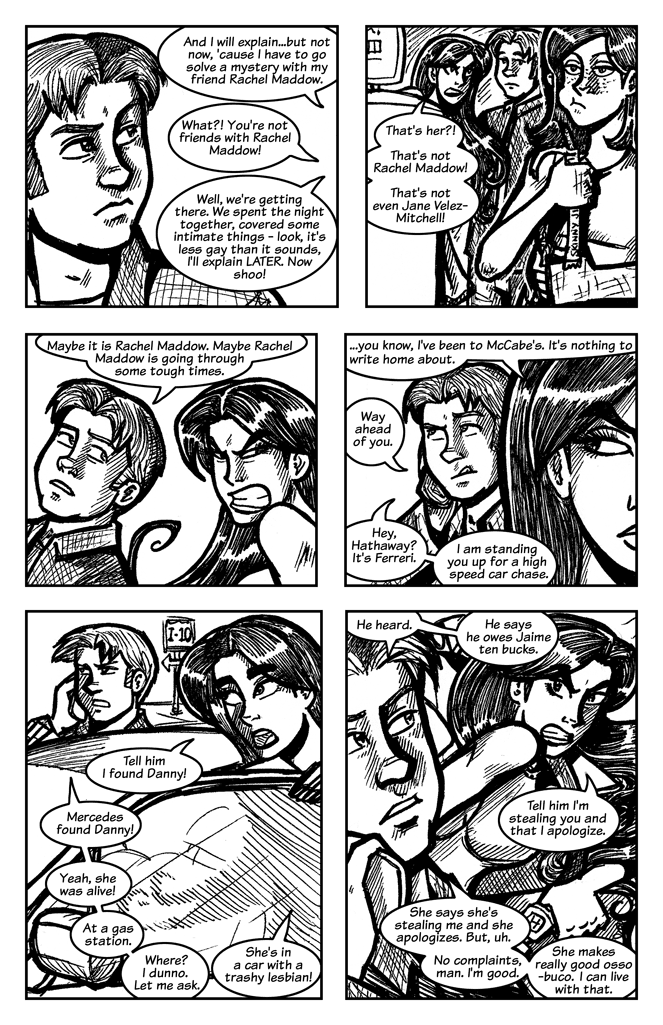 And I will explain...but not
now, 'cause I have to go
solve a mystery with my
friend Rachel Maddow.
What?! You're not
friends with Rachel
Maddow!
Well, we're getting
there. We spent the night
together, covered some
intimate things - look, it's
less gay than it sounds,
I'll explain LATER. Now
shoo!
That's her?!
That's not
Rachel Maddow!
That's not
even Jane Velez-
Mitchell!
Maybe it is Rachel Maddow. Maybe Rachel
Maddow is going through
some tough times.
...you know, I've been to McCabe's. It's nothing to
write home about.
Way
ahead
of you.
Hey,
Hathaway?
It's Ferreri.
I am standing
you up for a high
speed car chase.
I-10
Tell him
I found Danny!
Mercedes
found Danny!
Yeah, she
was alive!
At a gas
station.
Where?
I dunno.
Let me ask.
She's in
a car with a
trashy lesbian!
He heard.
He says
he owes Jaime
ten bucks.
Tell him I'm
stealing you and
that I apologize.
She says she's
stealing me and she
apologizes. But, uh.
No complaints,
man. I'm good.
She makes
really good osso
-buco. I can live
with that.